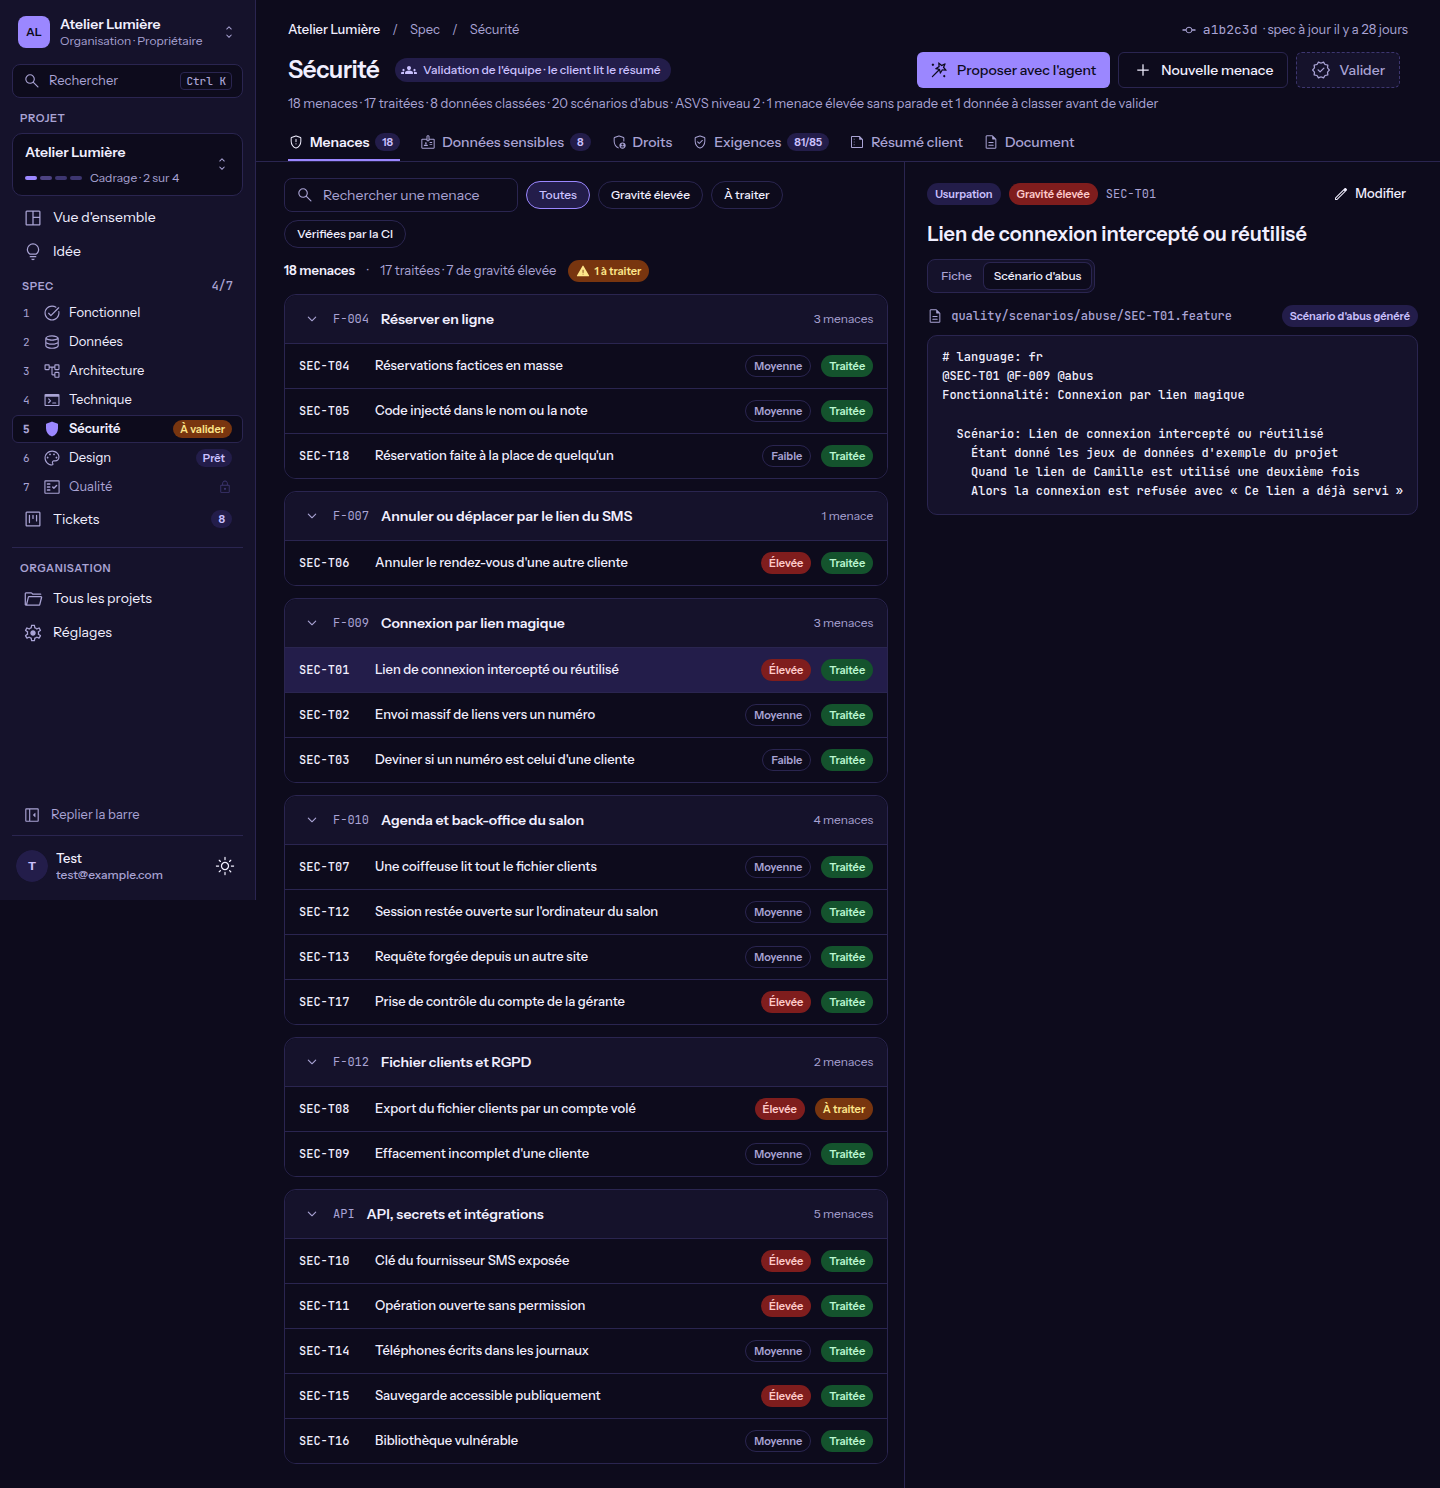 AL
Atelier Lumière
Organisation · Propriétaire
Rechercher
Ctrl K
PROJET
Atelier Lumière
Cadrage · 2 sur 4
Vue d'ensemble
Idée
SPEC 4/7
1 Fonctionnel
2 Données
3 Architecture
4 Technique
5 Sécurité À valider
6 Design Prêt
7 Qualité
Tickets 8
ORGANISATION
Tous les projets
Réglages
Replier la barre
T
Test
test@example.com
Atelier Lumière / Spec / Sécurité
a1b2c3d · spec à jour il y a 28 jours
Sécurité
Validation de l'équipe · le client lit le résumé
Proposer avec l'agent
Nouvelle menace
Valider
18 menaces · 17 traitées · 8 données classées · 20 scénarios d'abus · ASVS niveau 2 · 1 menace élevée sans parade et 1 donnée à classer avant de valider
Menaces 18
Données sensibles 8
Droits
Exigences 81/85
Résumé client
Document
Rechercher une menace
Toutes
Gravité élevée
À traiter
Vérifiées par la CI
18 menaces · 17 traitées · 7 de gravité élevée
1 à traiter
F-004 Réserver en ligne 3 menaces
SEC-T04 Réservations factices en masse Moyenne Traitée
SEC-T05 Code injecté dans le nom ou la note Moyenne Traitée
SEC-T18 Réservation faite à la place de quelqu'un Faible Traitée
F-007 Annuler ou déplacer par le lien du SMS 1 menace
SEC-T06 Annuler le rendez-vous d'une autre cliente Élevée Traitée
F-009 Connexion par lien magique 3 menaces
SEC-T01 Lien de connexion intercepté ou réutilisé Élevée Traitée
SEC-T02 Envoi massif de liens vers un numéro Moyenne Traitée
SEC-T03 Deviner si un numéro est celui d'une cliente Faible Traitée
F-010 Agenda et back-office du salon 4 menaces
SEC-T07 Une coiffeuse lit tout le fichier clients Moyenne Traitée
SEC-T12 Session restée ouverte sur l'ordinateur du salon Moyenne Traitée
SEC-T13 Requête forgée depuis un autre site Moyenne Traitée
SEC-T17 Prise de contrôle du compte de la gérante Élevée Traitée
F-012 Fichier clients et RGPD 2 menaces
SEC-T08 Export du fichier clients par un compte volé Élevée À traiter
SEC-T09 Effacement incomplet d'une cliente Moyenne Traitée
API API, secrets et intégrations 5 menaces
SEC-T10 Clé du fournisseur SMS exposée Élevée Traitée
SEC-T11 Opération ouverte sans permission Élevée Traitée
SEC-T14 Téléphones écrits dans les journaux Moyenne Traitée
SEC-T15 Sauvegarde accessible publiquement Élevée Traitée
SEC-T16 Bibliothèque vulnérable Moyenne Traitée
Usurpation Gravité élevée SEC-T01
Modifier
Lien de connexion intercepté ou réutilisé
Fiche
Scénario d'abus
quality/scenarios/abuse/SEC-T01.feature
Scénario d'abus généré
# language: fr
@SEC-T01 @F-009 @abus
Fonctionnalité: Connexion par lien magique
Scénario: Lien de connexion intercepté ou réutilisé
Étant donné les jeux de données d'exemple du projet
Quand le lien de Camille est utilisé une deuxième fois
Alors la connexion est refusée avec « Ce lien a déjà servi »